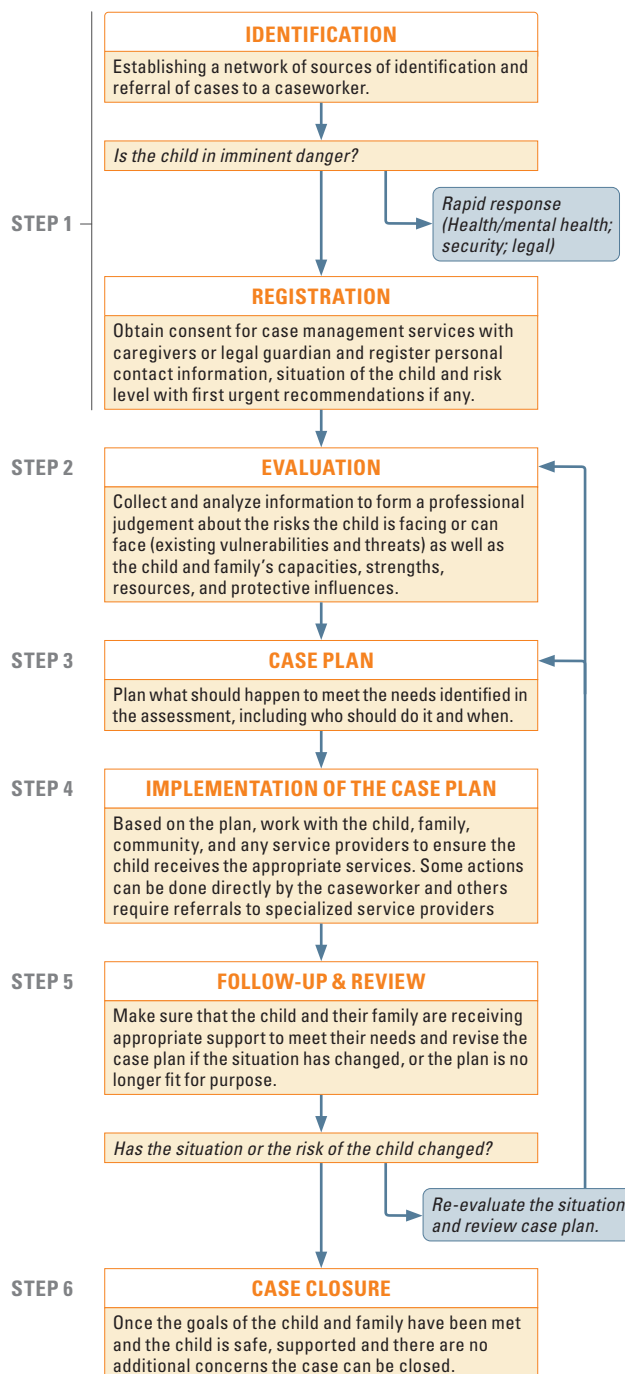 IDENTIFICATION
Establishing a network of sources of identification and
referral of cases to a caseworker.
Is the child in imminent danger?
STEP 1
Rapid response
(Health/mental health;
security; legal)
REGISTRATION
Obtain consent for case management services with
caregivers or legal guardian and register personal
contact information, situation of the child and risk
level with first urgent recommendations if any.
STEP 2
EVALUATION
Collect and analyze information to form a professional
judgement about the risks the child is facing or can
face (existing vulnerabilities and threats) as well as
the child and family’s capacities, strengths,
resources, and protective influences.
STEP 3
CASE PLAN
Plan what should happen to meet the needs identified in
the assessment, including who should do it and when.
STEP 4
IMPLEMENTATION OF THE CASE PLAN
Based on the plan, work with the child, family,
community, and any service providers to ensure the
child receives the appropriate services. Some actions
can be done directly by the caseworker and others
require referrals to specialized service providers
STEP 5
FOLLOW-UP & REVIEW
Make sure that the child and their family are receiving
appropriate support to meet their needs and revise the
case plan if the situation has changed, or the plan is no
longer fit for purpose.
Has the situation or the risk of the child changed?
Re-evaluate the situation
and review case plan.
STEP 6
CASE CLOSURE
Once the goals of the child and family have been met
and the child is safe, supported and there are no
additional concerns the case can be closed.